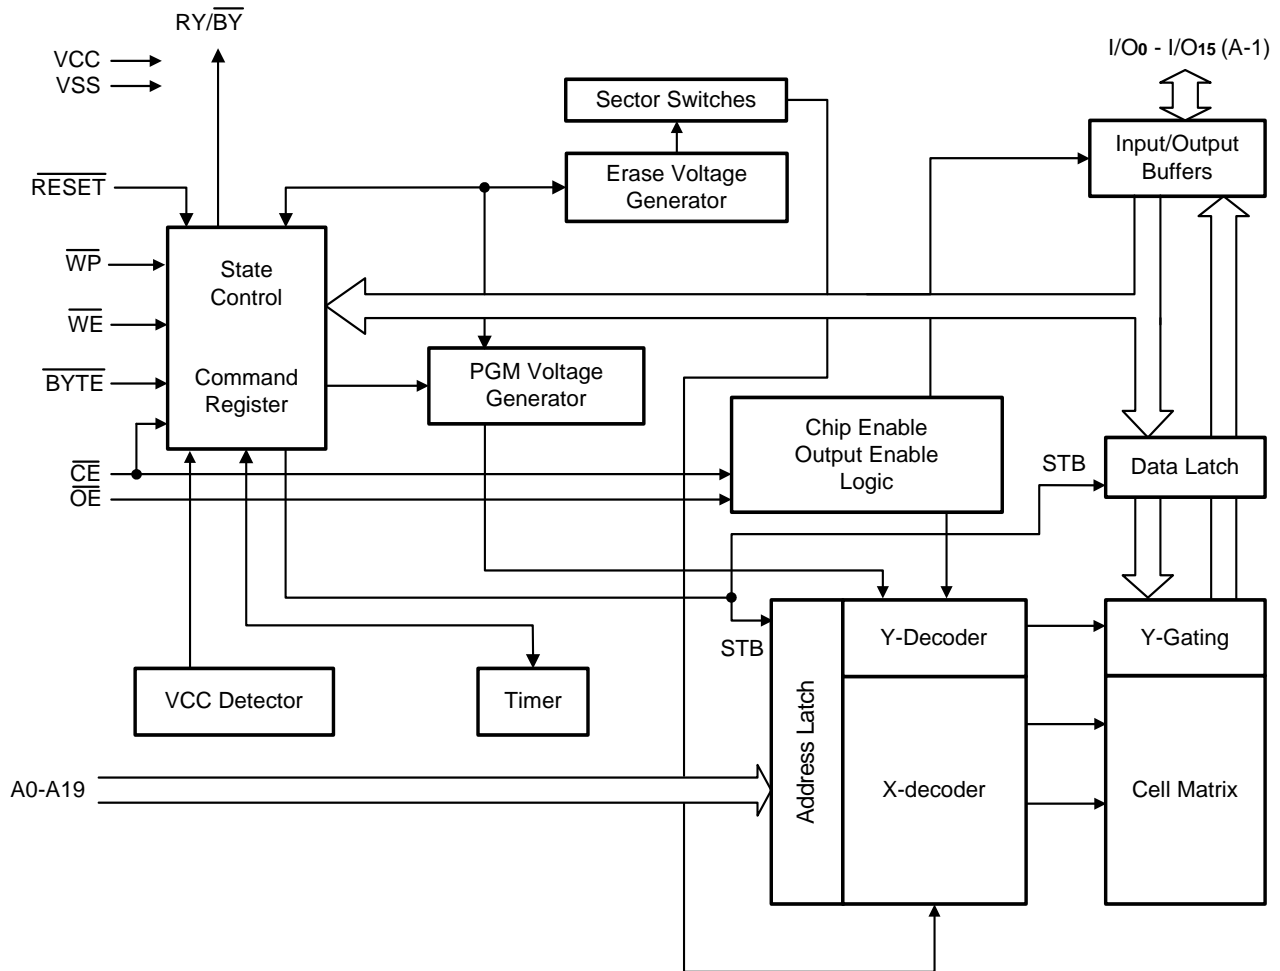 RY/BY
VCC
VSS
I/O0 - I/O15 (A-1)
Sector Switches
Input/Output
Buffers
Erase Voltage
Generator
RESET
WP
State
Control
WE
BYTE
Command
Register
PGM Voltage
Generator
Chip Enable
Output Enable
Logic
CE
OE
STB
Data Latch
STB
Y-Decoder
Y-Gating
VCC Detector
Timer
Address Latch
A0-A19
X-decoder
Cell Matrix